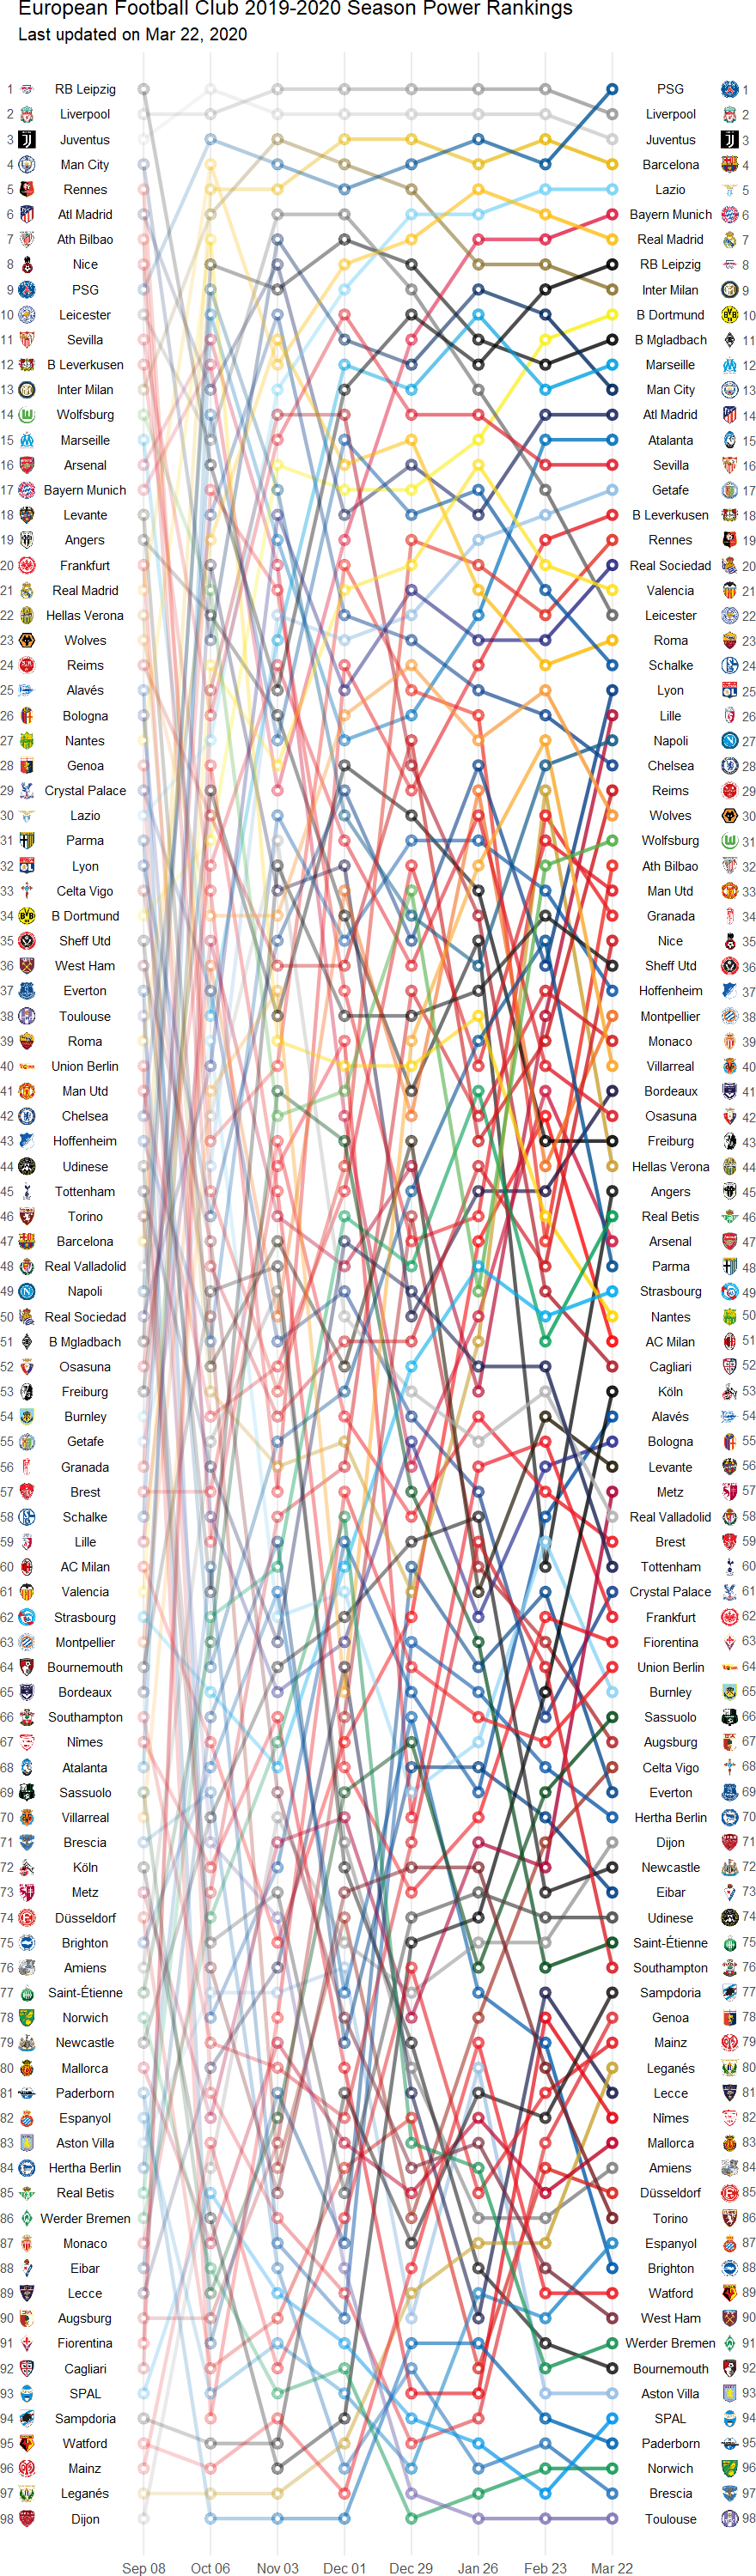 European Football Club 2019-2020 Season Power Rankings
Last updated on Mar 22, 2020
1 RB Leipzig PSG 1
2 Liverpool Liverpool 2
3 Juventus Juventus 3
4 Man City Barcelona 4
5 Rennes Lazio 5
6 Atl Madrid Bayern Munich 6
7 Ath Bilbao Real Madrid 7
8 Nice RB Leipzig 8
9 PSG Inter Milan 9
10 Leicester B Dortmund 10
11 Sevilla B Mgladbach 11
12 B Leverkusen Marseille 12
13 Inter Milan Man City 13
14 Wolfsburg Atl Madrid 14
15 Marseille Atalanta 15
16 Arsenal Sevilla 16
17 Bayern Munich Getafe 17
18 Levante B Leverkusen 18
19 Angers Rennes 19
20 Frankfurt Real Sociedad 20
21 Real Madrid Valencia 21
22 Hellas Verona Leicester 22
23 Wolves Roma 23
24 Reims Schalke 24
25 Alavés Lyon 25
26 Bologna Lille 26
27 Nantes Napoli 27
28 Genoa Chelsea 28
29 Crystal Palace Reims 29
30 Lazio Wolves 30
31 Parma Wolfsburg 31
32 Lyon Ath Bilbao 32
33 Celta Vigo Man Utd 33
34 B Dortmund Granada 34
35 Sheff Utd Nice 35
36 West Ham Sheff Utd 36
37 Everton Hoffenheim 37
38 Toulouse Montpellier 38
39 Roma Monaco 39
40 Union Berlin Villarreal 40
41 Man Utd Bordeaux 41
42 Chelsea Osasuna 42
43 Hoffenheim Freiburg 43
44 Udinese Hellas Verona 44
45 Tottenham Angers 45
46 Torino Real Betis 46
47 Barcelona Arsenal 47
48 Real Valladolid Parma 48
49 Napoli Strasbourg 49
50 Real Sociedad Nantes 50
51 B Mgladbach AC Milan 51
52 Osasuna Cagliari 52
53 Freiburg Köln 53
54 Burnley Alavés 54
55 Getafe Bologna 55
56 Granada Levante 56
57 Brest Metz 57
58 Schalke Real Valladolid 58
59 Lille Brest 59
60 AC Milan Tottenham 60
61 Valencia Crystal Palace 61
62 Strasbourg Frankfurt 62
63 Montpellier Fiorentina 63
64 Bournemouth Union Berlin 64
65 Bordeaux Burnley 65
66 Southampton Sassuolo 66
67 Nîmes Augsburg 67
68 Atalanta Celta Vigo 68
69 Sassuolo Everton 69
70 Villarreal Hertha Berlin 70
71 Brescia Dijon 71
72 Köln Newcastle 72
73 Metz Eibar 73
74 Düsseldorf Udinese 74
75 Brighton Saint-Étienne 75
76 Amiens Southampton 76
77 Saint-Étienne Sampdoria 77
78 Norwich Genoa 78
79 Newcastle Mainz 79
80 Mallorca Leganés 80
81 Paderborn Lecce 81
82 Espanyol Nîmes 82
83 Aston Villa Mallorca 83
84 Hertha Berlin Amiens 84
85 Real Betis Düsseldorf 85
86 Werder Bremen Torino 86
87 Monaco Espanyol 87
88 Eibar Brighton 88
89 Lecce Watford 89
90 Augsburg West Ham 90
91 Fiorentina Werder Bremen 91
92 Cagliari Bournemouth 92
93 SPAL Aston Villa 93
94 Sampdoria SPAL 94
95 Watford Paderborn 95
96 Mainz Norwich 96
97 Leganés Brescia 97
98 Dijon Toulouse 98
Sep 08 Oct 06 Nov 03 Dec 01 Dec 29 Jan 26 Feb 23 Mar 22